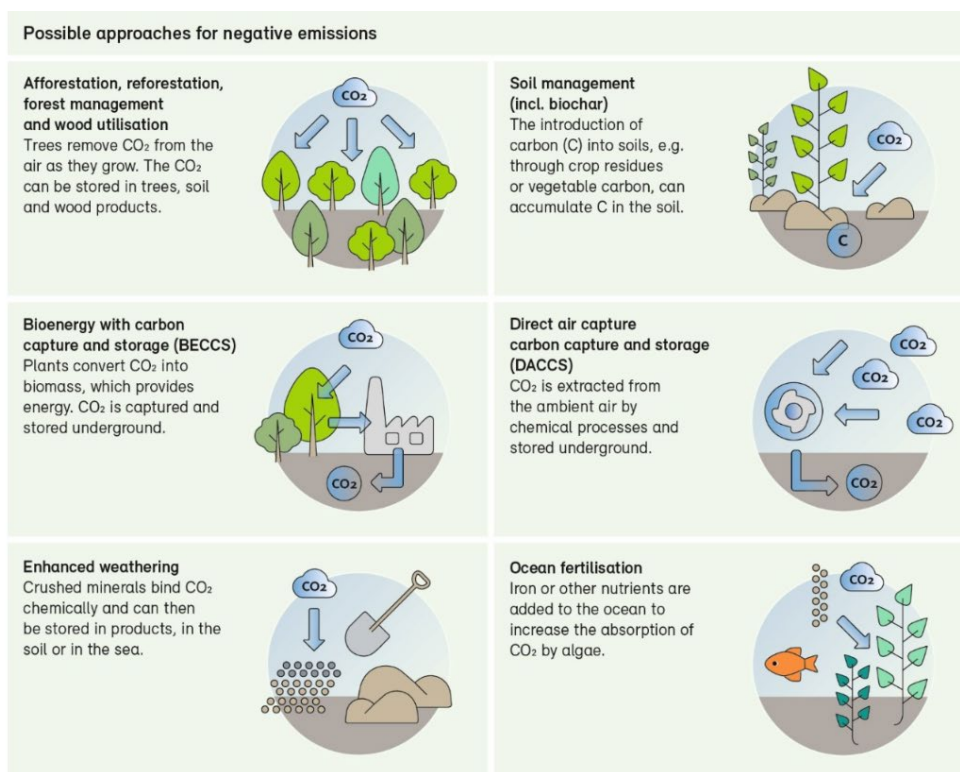 Possible approaches for negative emissions
Afforestation, reforestation,
forest management
and wood utilisation
Trees remove CO₂ from the
air as they grow. The CO₂
can be stored in trees, soil
and wood products.
CO₂
Soil management
(incl. biochar)
The introduction of
carbon (C) into soils, e.g.
through crop residues
or vegetable carbon, can
accumulate C in the soil.
CO₂
C
Bioenergy with carbon
capture and storage (BECCS)
Plants convert CO₂ into
biomass, which provides
energy. CO₂ is captured and
stored underground.
CO₂
CO₂
Direct air capture
carbon capture and storage
(DACCS)
CO₂ is extracted from
the ambient air by
chemical processes and
stored underground.
CO₂
CO₂
CO₂
CO₂
Enhanced weathering
Crushed minerals bind CO₂
chemically and can then
be stored in products, in the
soil or in the sea.
CO₂
Ocean fertilisation
Iron or other nutrients are
added to the ocean to
increase the absorption of
CO₂ by algae.
CO₂